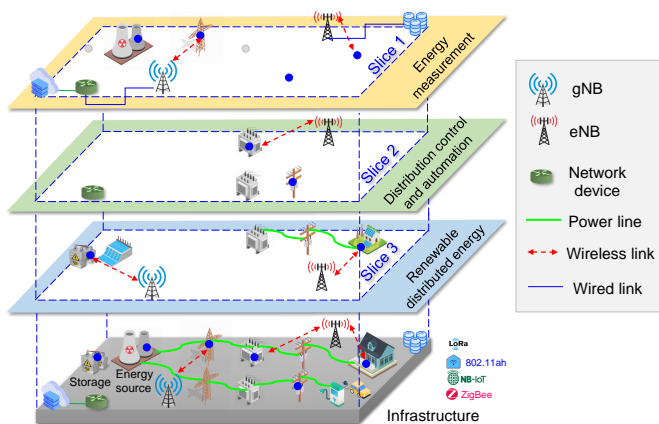 Slice 1
Energy
measurement
Slice 2
Distribution control
and automation
Slice 3
Renewable
distributed energy
Storage
Energy
source
Infrastructure
LoRa
802.11ah
NB-IoT
ZigBee
gNB
eNB
Network
device
Power line
Wireless link
Wired link